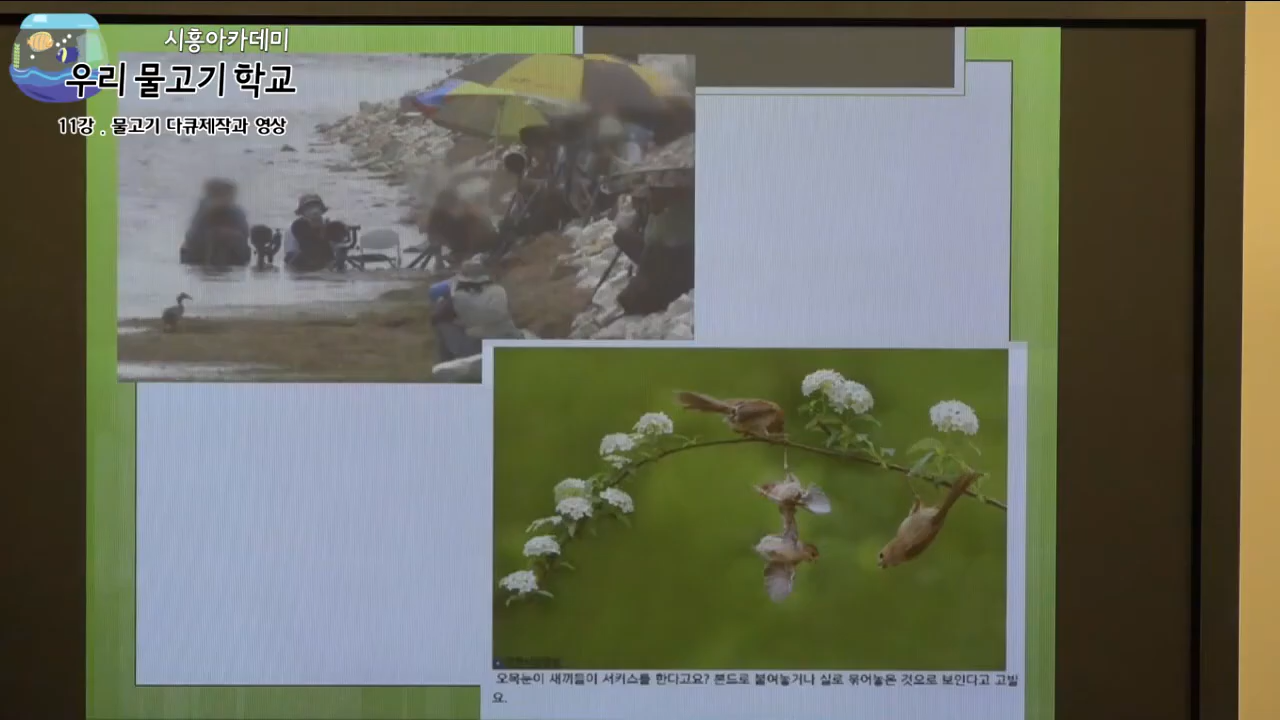 시흥아카데미
우리 물고기 학교
11강 . 물고기 다큐제작과 영상
오목눈이 새끼들이 서커스를 한다고요? 본드로 붙여놓거나 실로 묶어놓은 것으로 보인다고 고발
요.